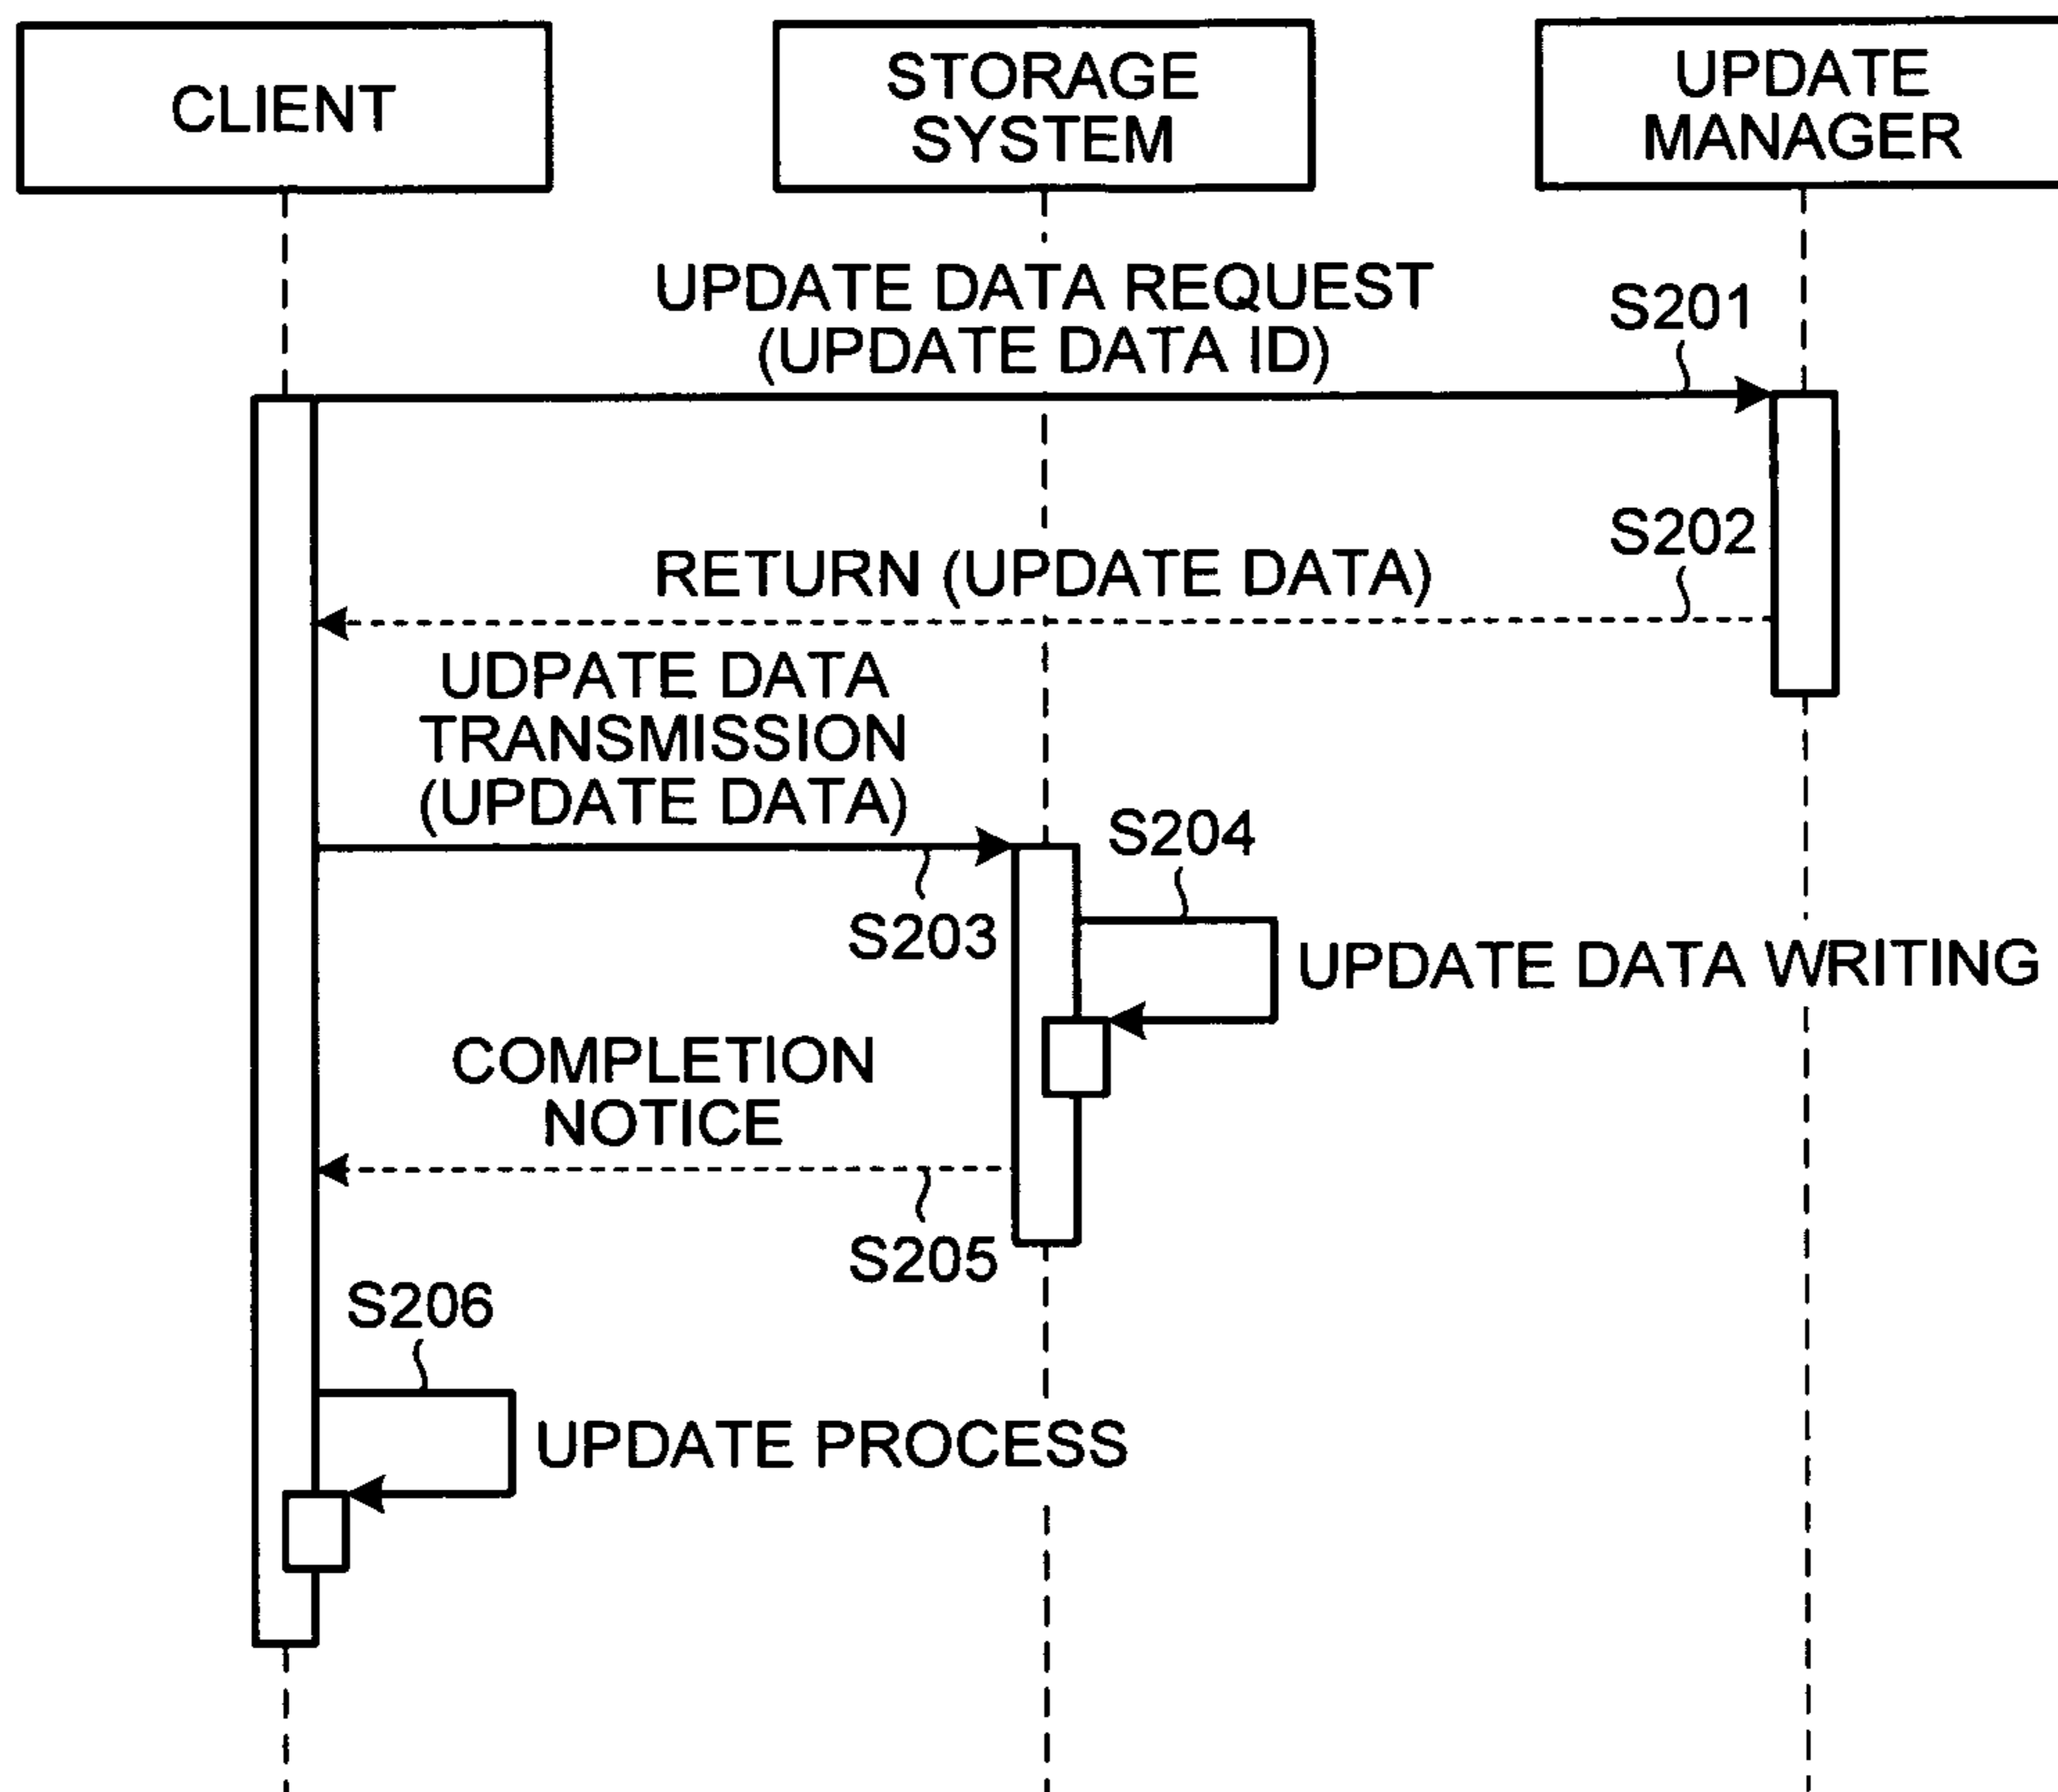 CLIENT
STORAGE
SYSTEM
UPDATE
MANAGER
UPDATE DATA REQUEST
(UPDATE DATA ID)
S201
S202
RETURN (UPDATE DATA)
UDPATE DATA
TRANSMISSION
(UPDATE DATA)
S203
S204
UPDATE DATA WRITING
COMPLETION
NOTICE
S205
S206
UPDATE PROCESS